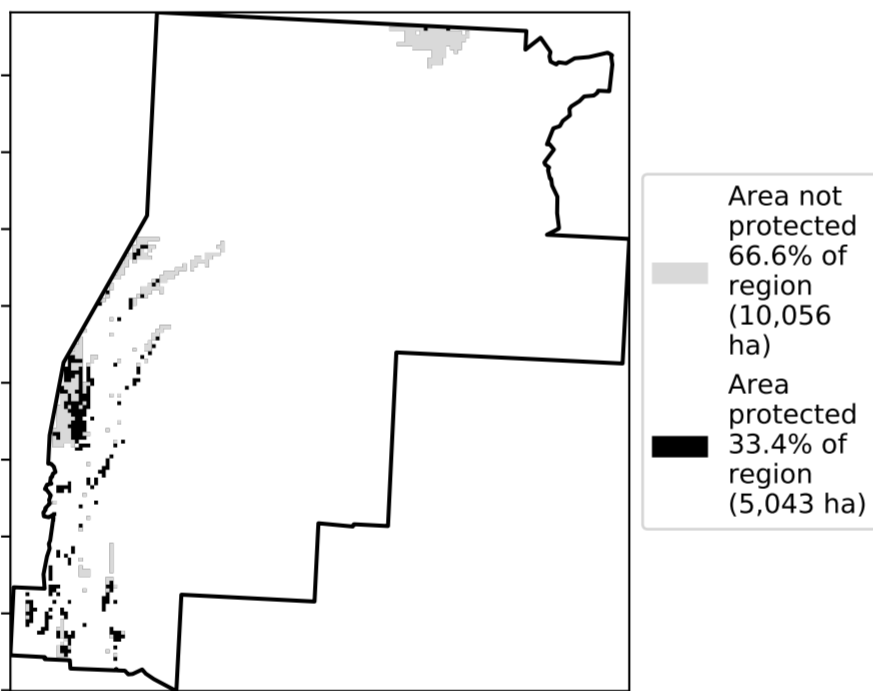 Area not
protected
66.6% of
region
(10,056
ha)
Area
protected
33.4% of
region
(5,043 ha)